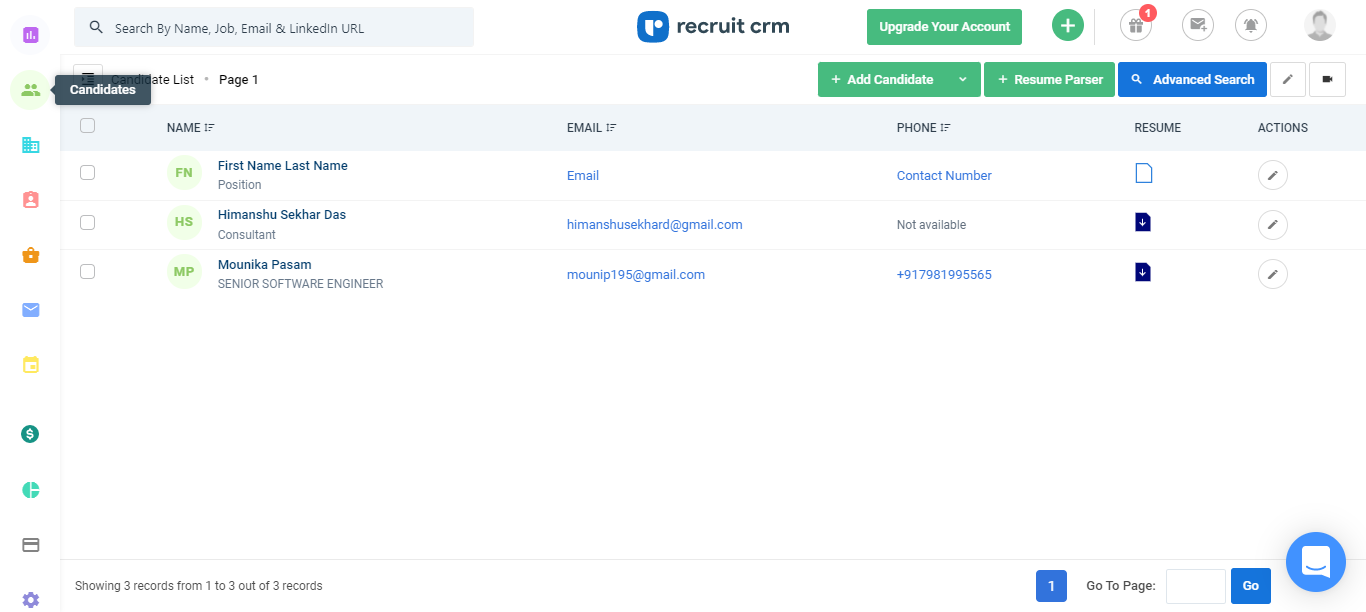 Search By Name, Job, Email & LinkedIn URL
recruit crm
Upgrade Your Account
1
Candidates
Candidate List • Page 1
Add Candidate
Resume Parser
Advanced Search
NAME EMAIL PHONE RESUME ACTIONS
FN First Name Last Name
Position
Email
Contact Number
HS Himanshu Sekhar Das
Consultant
himanshusekhard@gmail.com
Not available
MP Mounika Pasam
SENIOR SOFTWARE ENGINEER
mounip195@gmail.com
+917981995565
Showing 3 records from 1 to 3 out of 3 records
1
Go To Page:
Go